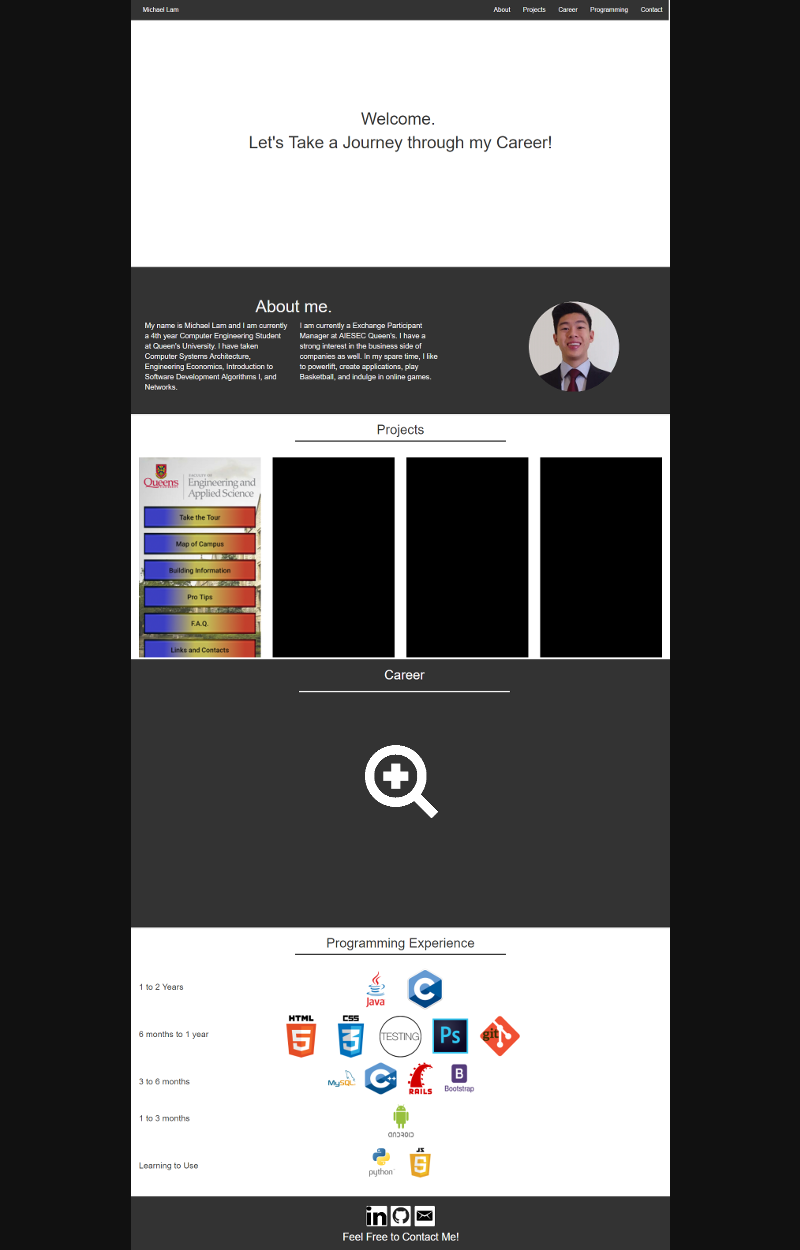 Michael Lam
About Projects Career Programming Contact
Welcome.
Let's Take a Journey through my Career!
About me.
My name is Michael Lam and I am currently
a 4th year Computer Engineering Student
at Queen's University. I have taken
Computer Systems Architecture,
Engineering Economics, Introduction to
Software Development Algorithms I, and
Networks.
I am currently a Exchange Participant
Manager at AIESEC Queen's. I have a
strong interest in the business side of
companies as well. In my spare time, I like
to powerlift, create applications, play
Basketball, and indulge in online games.
Projects
Queen's
FACULTY OF
Engineering and
Applied Science
Take the Tour
Map of Campus
Building Information
Pro Tips
F.A.Q.
Links and Contacts
Career
Programming Experience
1 to 2 Years
Java C
6 months to 1 year
HTML 5 CSS 3 TESTING Ps git
3 to 6 months
MySQL C++ RAILS Bootstrap
1 to 3 months
ANDROID
Learning to Use
python JS 5
in
Feel Free to Contact Me!